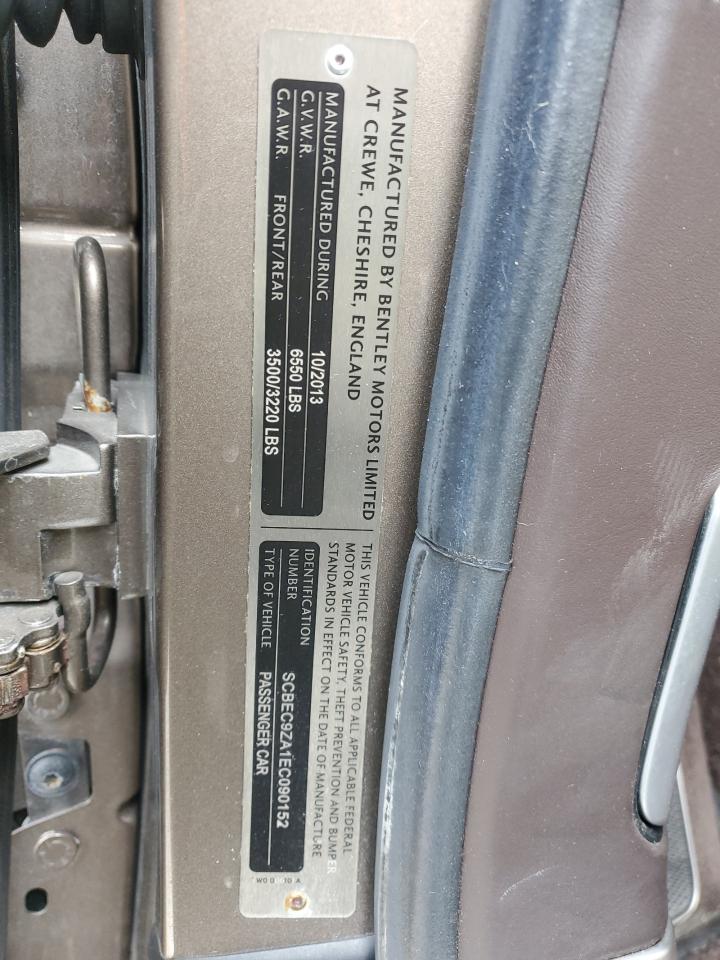 MANUFACTURED BY BENTLEY MOTORS LIMITED
AT CREWE, CHESHIRE, ENGLAND
MANUFACTURED DURING 10/2013
G.V.W.R. 6550 LBS
G.A.W.R. FRONT/REAR 3500/3220 LBS
THIS VEHICLE CONFORMS TO ALL APPLICABLE FEDERAL
MOTOR VEHICLE SAFETY, THEFT PREVENTION AND BUMPER
STANDARDS IN EFFECT ON THE DATE OF MANUFACTURE
IDENTIFICATION
NUMBER SCBEC9ZA1EC090152
TYPE OF VEHICLE PASSENGER CAR